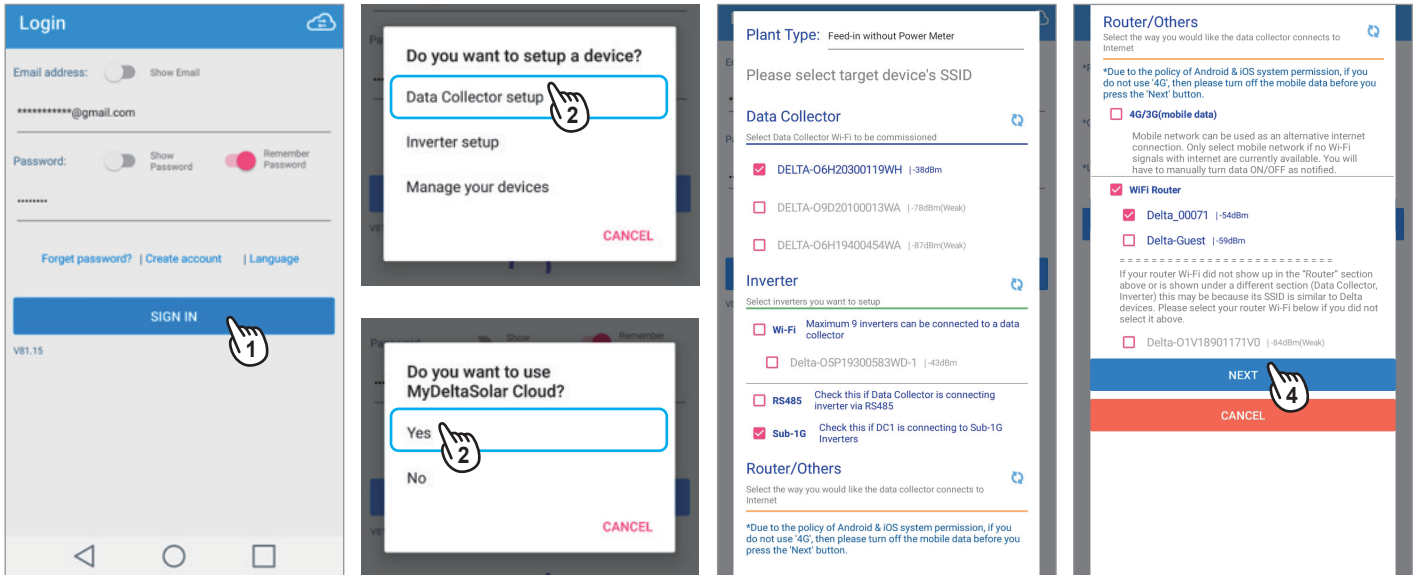 Login
Email address:
Show Email
***********@gmail.com
Password:
Show
Password
Remember
Password
********
Forget password? | Create account | Language
SIGN IN
1
V81.15
Do you want to setup a device?
Data Collector setup
2
Inverter setup
Manage your devices
CANCEL
Show
Remember
Do you want to use
MyDeltaSolar Cloud?
Yes
2
No
CANCEL
Plant Type: Feed-in without Power Meter
Please select target device's SSID
Data Collector
Select Data Collector Wi-Fi to be commissioned
DELTA-O6H20300119WH |-38dBm
DELTA-O9D20100013WA |-78dBm(Weak)
DELTA-O6H19400454WA |-87dBm(Weak)
Inverter
Select inverters you want to setup
Wi-Fi Maximum 9 inverters can be connected to a data
collector
Delta-O5P19300583WD-1 |-43dBm
RS485 Check this if Data Collector is connecting
inverter via RS485
Sub-1G Check this if DC1 is connecting to Sub-1G
Inverters
Router/Others
Select the way you would like the data collector connects to
Internet
*Due to the policy of Android & iOS system permission, if you
do not use '4G', then please turn off the mobile data before you
press the 'Next' button.
Router/Others
Select the way you would like the data collector connects to
Internet
*Due to the policy of Android & iOS system permission, if you
do not use '4G', then please turn off the mobile data before you
press the 'Next' button.
4G/3G(mobile data)
Mobile network can be used as an alternative internet
connection. Only select mobile network if no Wi-Fi
signals with internet are currently available. You will
have to manually turn data ON/OFF as notified.
WiFi Router
Delta_00071 |-54dBm
Delta-Guest |-59dBm
= = = = = = = = = = = = = = = = = = = = = = = = = =
If your router Wi-Fi did not show up in the “Router” section
above or is shown under a different section (Data Collector,
Inverter) this may be because its SSID is similar to Delta
devices. Please select your router Wi-Fi below if you did not
select it above.
Delta-O1V18901171V0 |-84dBm(Weak)
NEXT
4
CANCEL